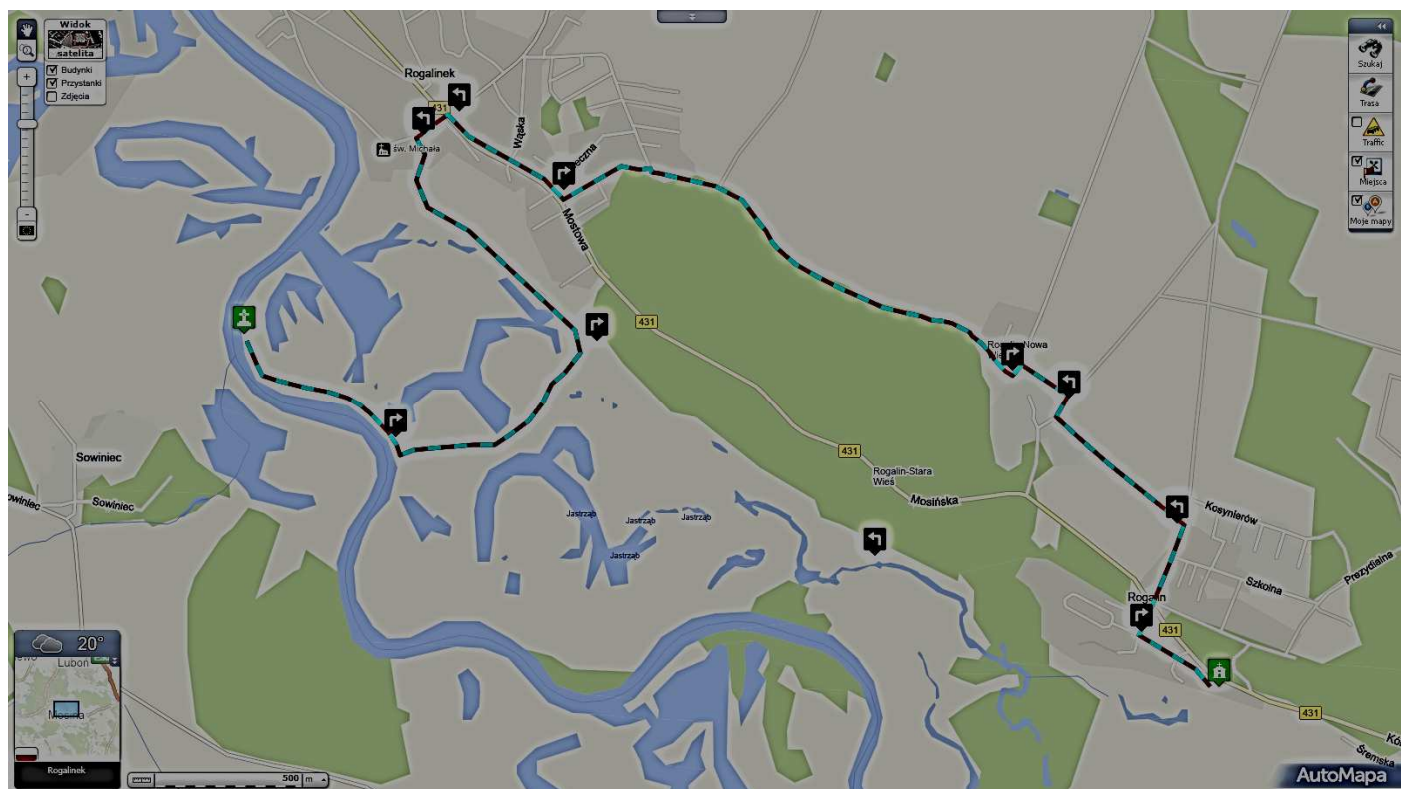 Widok
satelita
Budynki
Przystanki
Zdjęcia
Szukaj
Trasa
Traffic
Miejsca
Moje mapy
Rogalinek
431
św. Michała
Wąska
Mostowa
431
431
Rogalin-Stara
Wieś
Mosińska
Sowiniec
Sowiniec
Jastrząb
Jastrząb
Jastrząb
Jastrząb
Kosynierów
Szkolna
Prezydialna
Rogalin
431
431
Śremska
20°
Luboń
Mosina
Rogalinek
500 m
AutoMapa